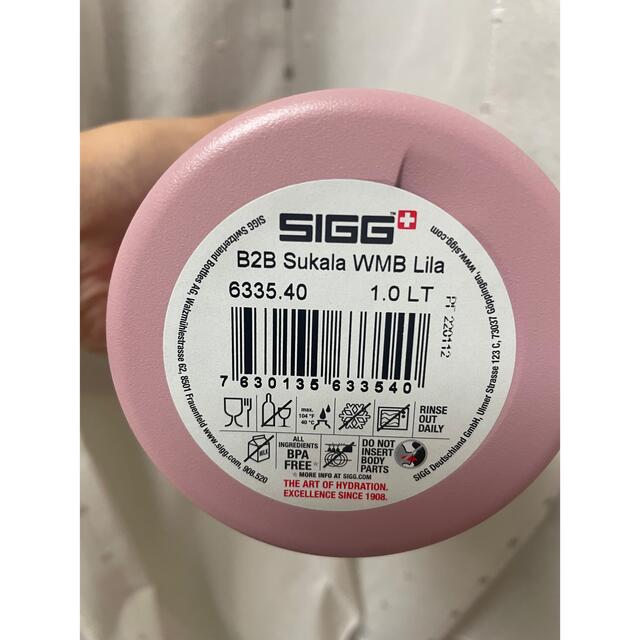 SIGG™
B2B Sukala WMB Lila
6335.40 1.0 LT
PF 220112
7 630135 633540
max.
104 °F
40 °C
RINSE
OUT
DAILY
MILK
ALL
INGREDIENTS
BPA
FREE
DO NOT
INSERT
BODY
PARTS
★ MORE INFO AT SIGG.COM
THE ART OF HYDRATION.
EXCELLENCE SINCE 1908.
SIGG Switzerland Bottles AG, Walzmühlestrasse 62, 8501 Frauenfeld www.sigg.com, 908.520
SIGG Deutschland GmbH, Ulmer Strasse 123 C, 73037 Göppingen, www.sigg.com